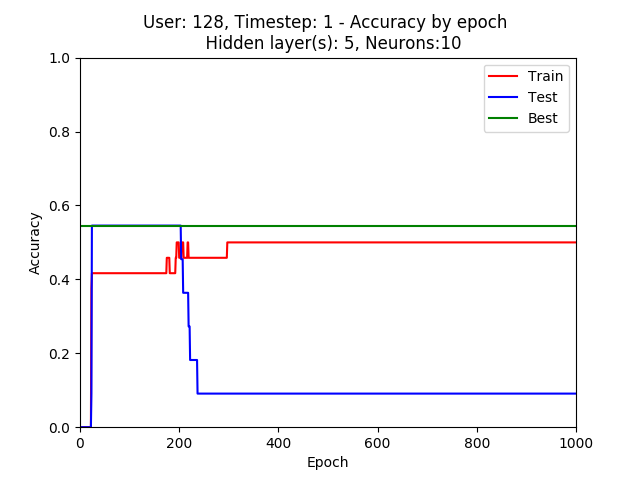 User: 128, Timestep: 1 - Accuracy by epoch
Hidden layer(s): 5, Neurons:10
1.0
0.8
0.6
0.4
0.2
0.0
Accuracy
Train
Test
Best
0 200 400 600 800 1000
Epoch